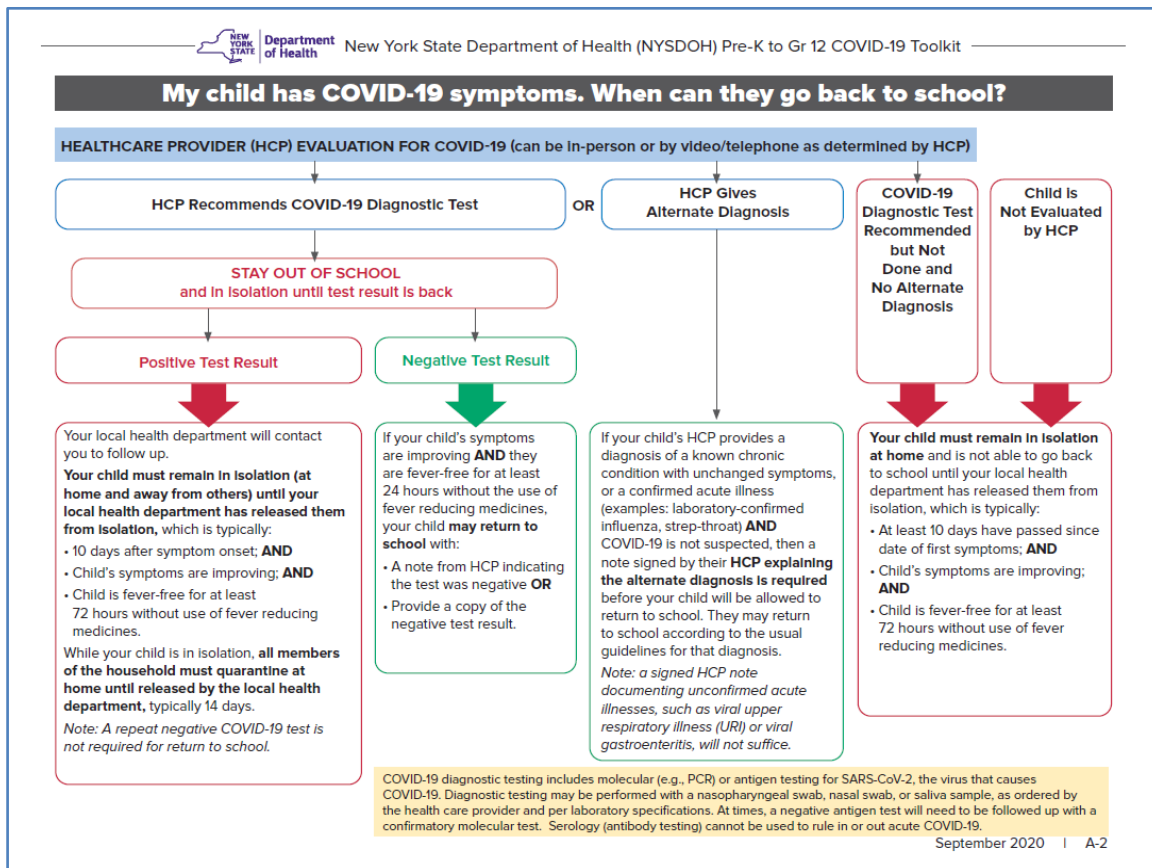 NEW
YORK
STATE
Department
of Health
New York State Department of Health (NYSDOH) Pre-K to Gr 12 COVID-19 Toolkit
My child has COVID-19 symptoms. When can they go back to school?
HEALTHCARE PROVIDER (HCP) EVALUATION FOR COVID-19 (can be in-person or by video/telephone as determined by HCP)
HCP Recommends COVID-19 Diagnostic Test
OR
HCP Gives
Alternate Diagnosis
COVID-19
Diagnostic Test
Recommended
but Not
Done and
No Alternate
Diagnosis
Child is
Not Evaluated
by HCP
STAY OUT OF SCHOOL
and in isolation until test result is back
Positive Test Result
Negative Test Result
Your local health department will contact
you to follow up.
Your child must remain in isolation (at
home and away from others) until your
local health department has released them
from isolation, which is typically:
• 10 days after symptom onset; AND
• Child's symptoms are improving; AND
• Child is fever-free for at least
72 hours without use of fever reducing
medicines.
While your child is in isolation, all members
of the household must quarantine at
home until released by the local health
department, typically 14 days.
Note: A repeat negative COVID-19 test is
not required for return to school.
If your child's symptoms
are improving AND they
are fever-free for at least
24 hours without the use of
fever reducing medicines,
your child may return to
school with:
• A note from HCP indicating
the test was negative OR
• Provide a copy of the
negative test result.
If your child's HCP provides a
diagnosis of a known chronic
condition with unchanged symptoms,
or a confirmed acute illness
(examples: laboratory-confirmed
influenza, strep-throat) AND
COVID-19 is not suspected, then a
note signed by their HCP explaining
the alternate diagnosis is required
before your child will be allowed to
return to school. They may return
to school according to the usual
guidelines for that diagnosis.
Note: a signed HCP note
documenting unconfirmed acute
illnesses, such as viral upper
respiratory illness (URI) or viral
gastroenteritis, will not suffice.
Your child must remain in isolation
at home and is not able to go back
to school until your local health
department has released them from
isolation, which is typically:
• At least 10 days have passed since
date of first symptoms; AND
• Child's symptoms are improving;
AND
• Child is fever-free for at least
72 hours without use of fever
reducing medicines.
COVID-19 diagnostic testing includes molecular (e.g., PCR) or antigen testing for SARS-CoV-2, the virus that causes
COVID-19. Diagnostic testing may be performed with a nasopharyngeal swab, nasal swab, or saliva sample, as ordered
by the health care provider and per laboratory specifications. At times, a negative antigen test will need to be followed up with a
confirmatory molecular test. Serology (antibody testing) cannot be used to rule in or out acute COVID-19.
September 2020 | A-2